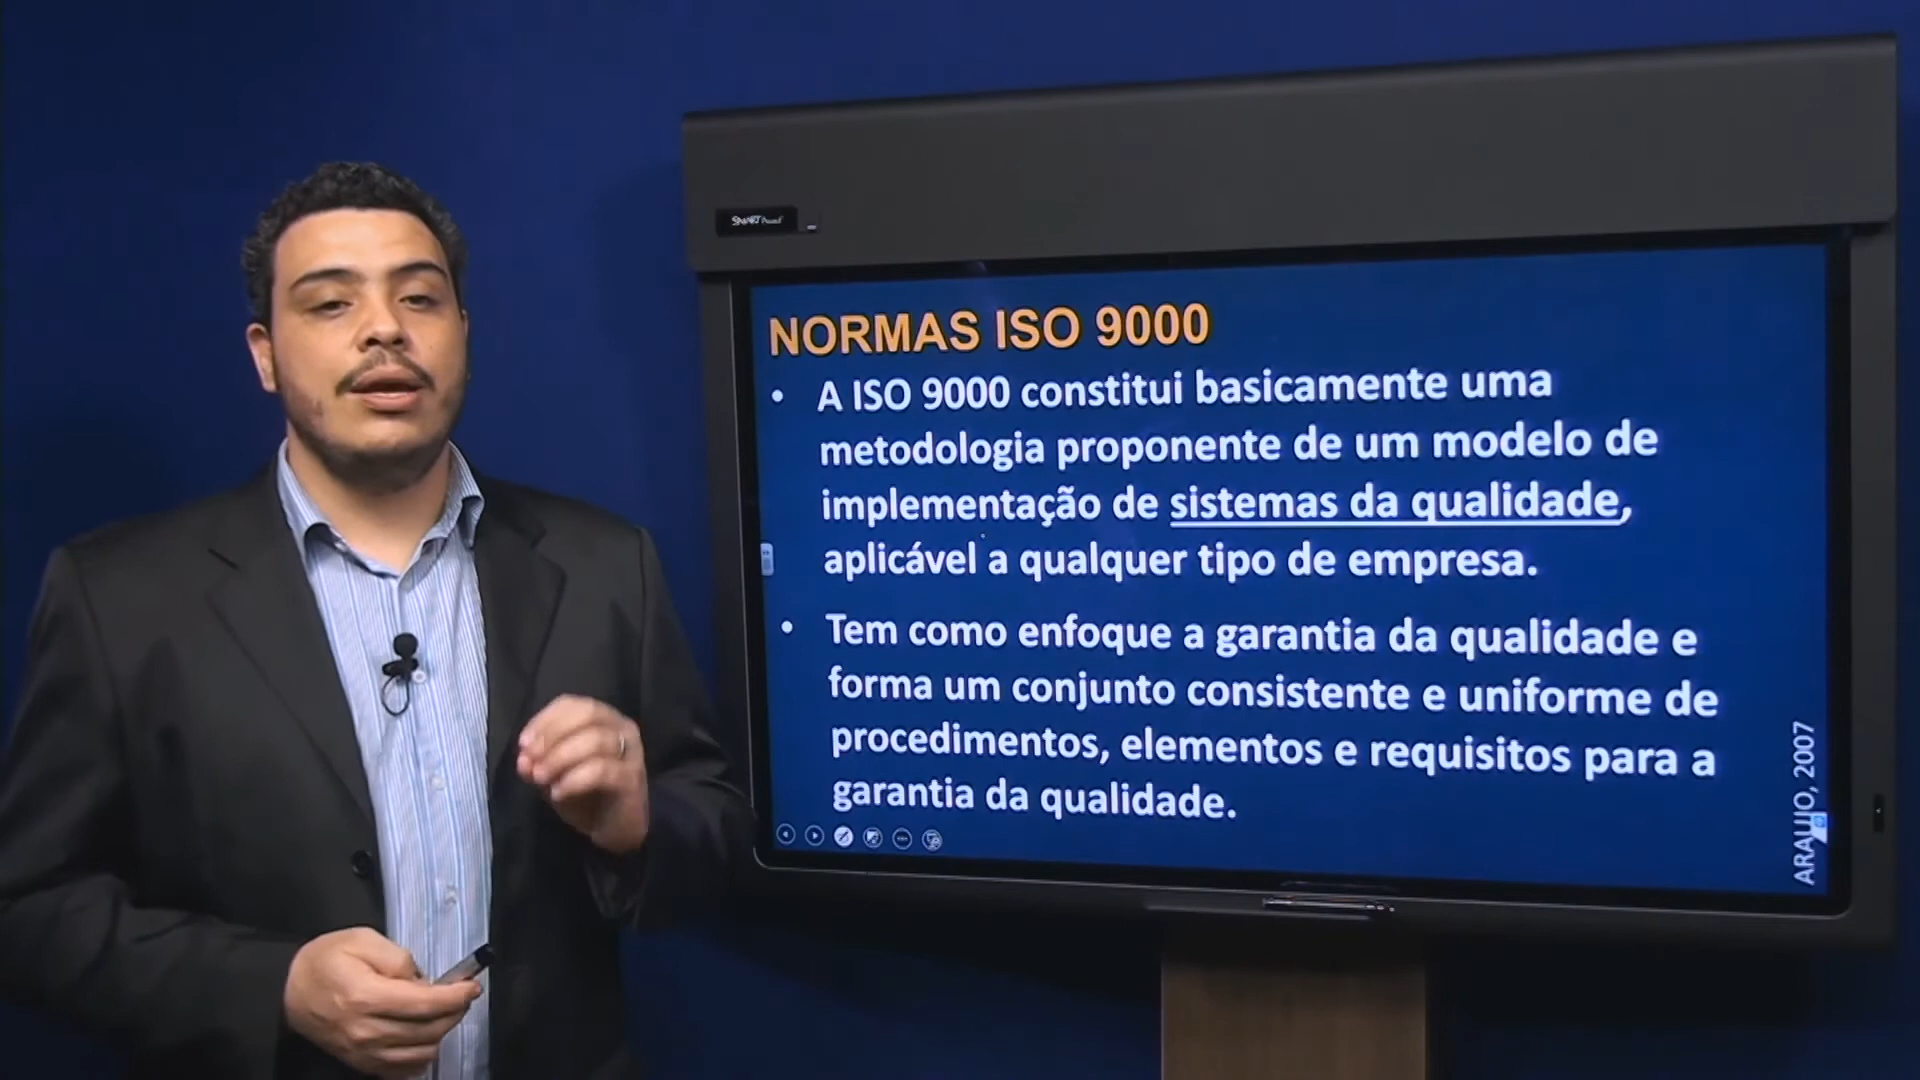 SMART Board
NORMAS ISO 9000
• A ISO 9000 constitui basicamente uma
metodologia proponente de um modelo de
implementação de sistemas da qualidade,
aplicável a qualquer tipo de empresa.
• Tem como enfoque a garantia da qualidade e
forma um conjunto consistente e uniforme de
procedimentos, elementos e requisitos para a
garantia da qualidade.
ARAUJO, 2007